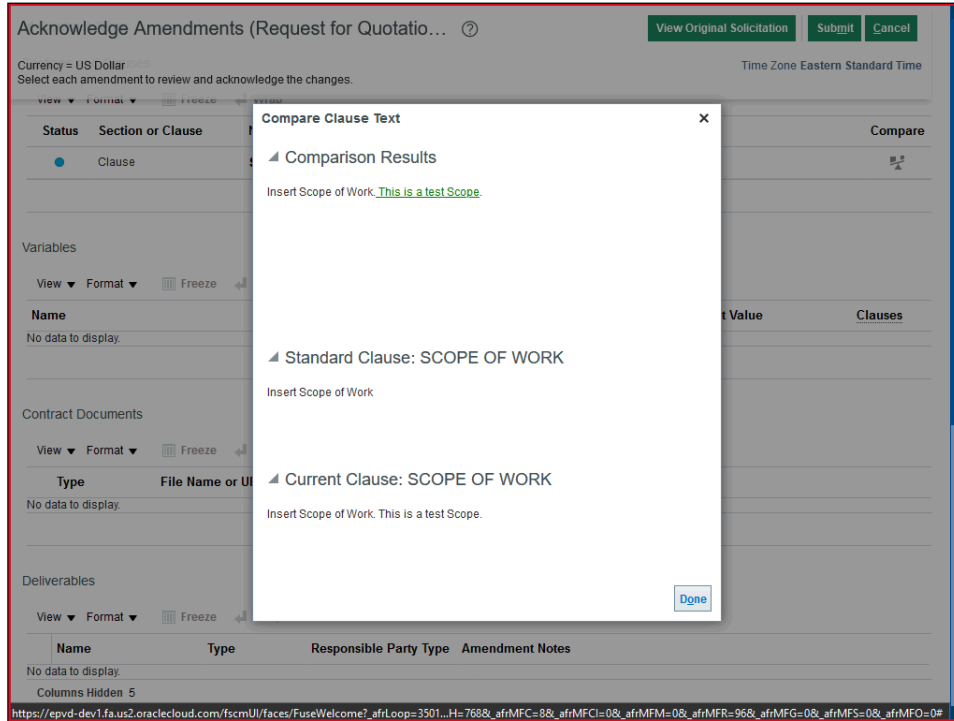 Acknowledge Amendments (Request for Quotatio...
View Original Solicitation Submit Cancel
Currency = US Dollar
Time Zone Eastern Standard Time
Select each amendment to review and acknowledge the changes.
View Format Freeze Wrap
Status Section or Clause Compare
Clause
Compare Clause Text
Comparison Results
Insert Scope of Work. This is a test Scope.
Variables
View Format Freeze
Name t Value Clauses
No data to display.
Standard Clause: SCOPE OF WORK
Insert Scope of Work
Contract Documents
View Format Freeze
Type File Name or U
No data to display.
Current Clause: SCOPE OF WORK
Insert Scope of Work. This is a test Scope.
Deliverables
Done
View Format Freeze
Name Type Responsible Party Type Amendment Notes
No data to display.
Columns Hidden 5
https://epvd-dev1.fa.us2.oraclecloud.com/fscmUI/faces/FuseWelcome?_afrLoop=3501...H=768&_afrMFC=8&_afrMFCI=0&_afrMFM=0&_afrMFR=96&_afrMFG=0&_afrMFS=0&_afrMFO=0#